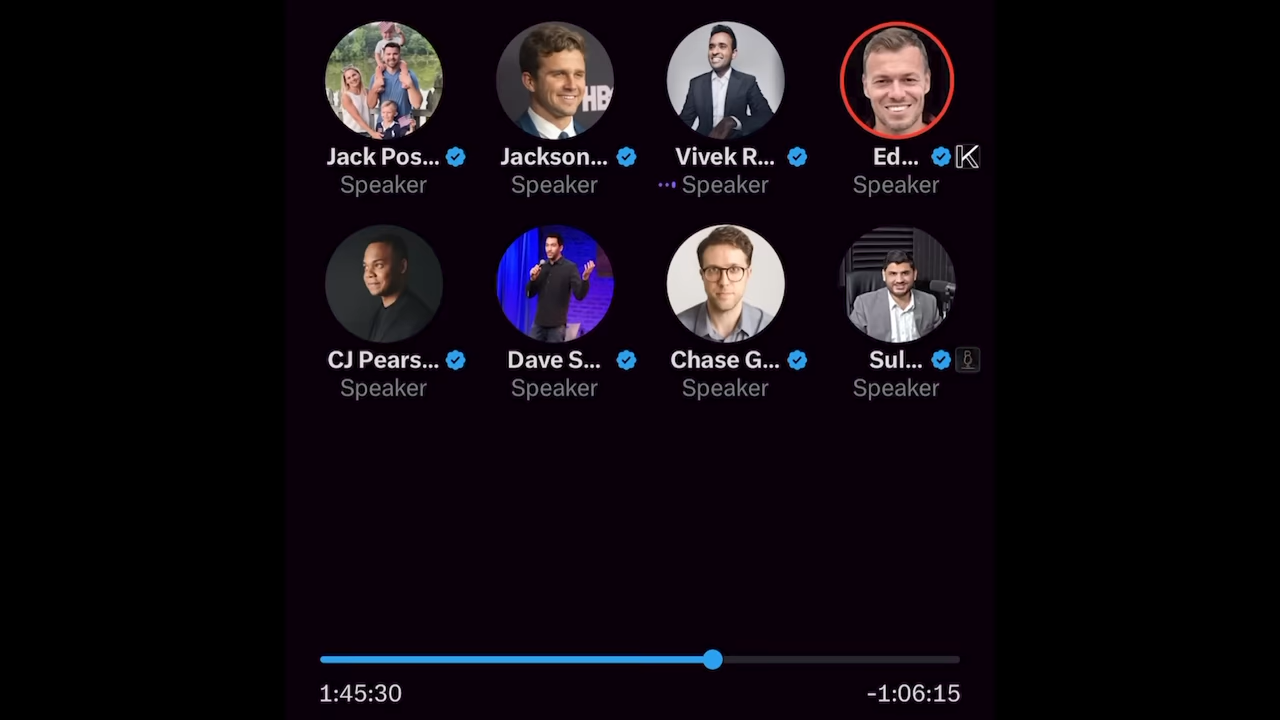 HB
Jack Pos... Jackson... Vivek R... Ed...
Speaker Speaker Speaker Speaker
CJ Pears... Dave S... Chase G... Sul...
Speaker Speaker Speaker Speaker
1:45:30 -1:06:15